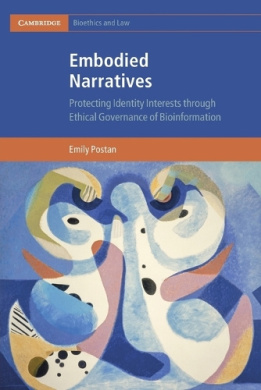 CAMBRIDGE Bioethics and Law
Embodied
Narratives
Protecting Identity Interests through
Ethical Governance of Bioinformation
Emily Postan